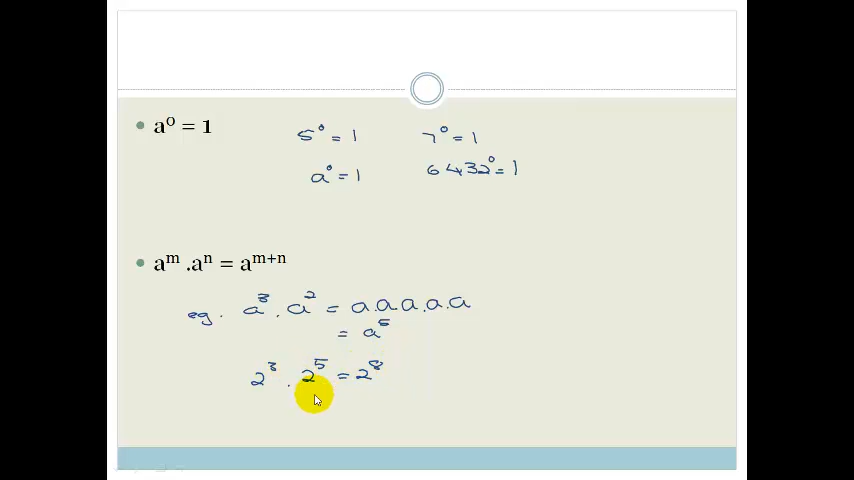 • a⁰ = 1
5⁰ = 1 7⁰ = 1
a⁰ = 1 6432⁰ = 1
• aᵐ .aⁿ = aᵐ⁺ⁿ
eg. a³ . a² = a.a.a.a.a
= a⁵
2³ . 2⁵ = 2⁸